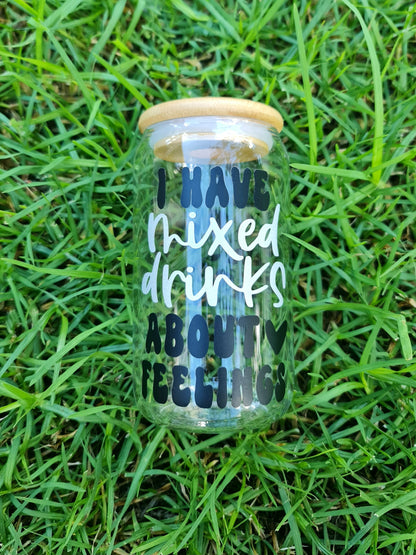 I HAVE
mixed
drinks
ABOUT
FEELINGS